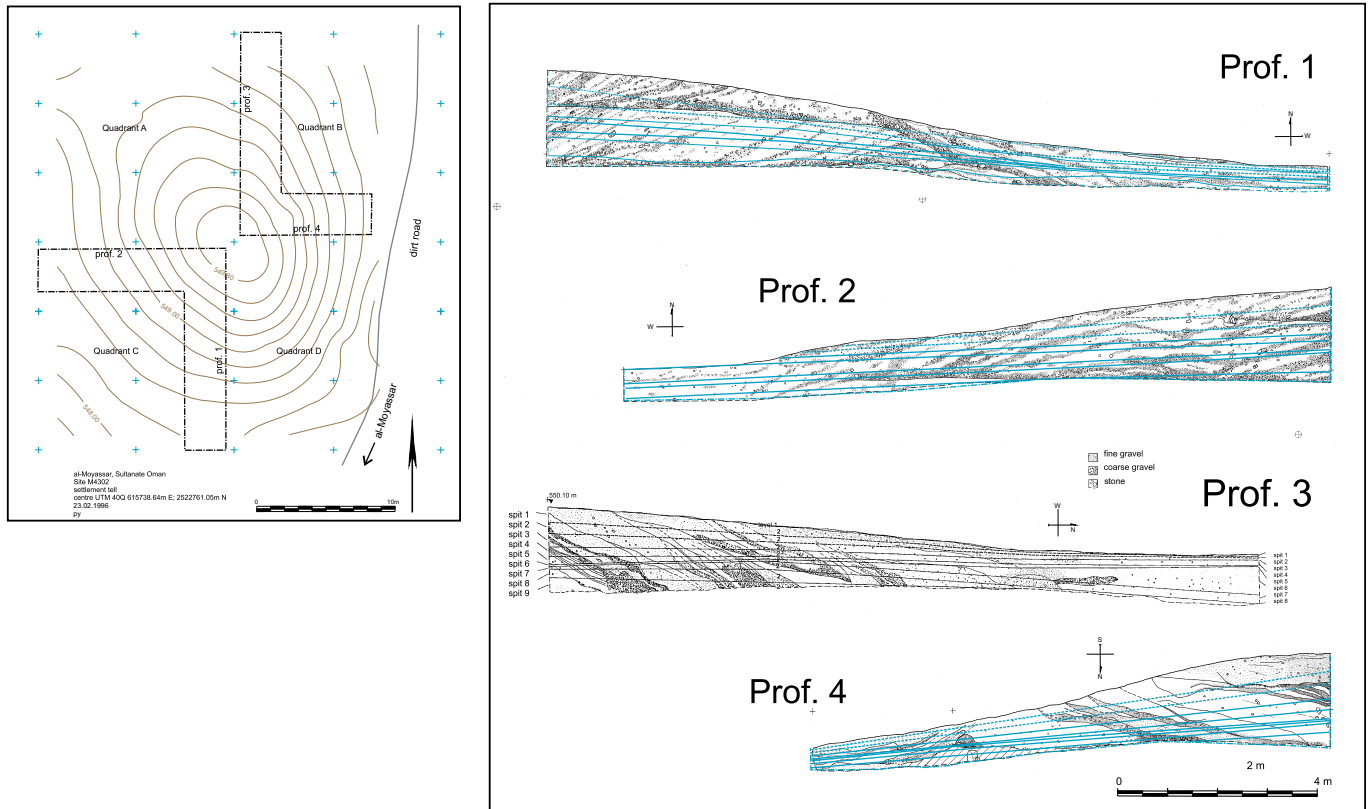 Quadrant A
prof. 3
Quadrant B
prof. 4
dirt road
prof. 2
549.00
Quadrant C
prof. 1
Quadrant D
548.00
al-Moyassar
al-Moyassar, Sultanate Oman
Site M4302
settlement tell
centre UTM 40Q 615738.64m E; 2522761.05m N
23.02.1996
py
0 10m
Prof. 1
N
W
Prof. 2
N
W
fine gravel
coarse gravel
stone
Prof. 3
550.10 m
W
N
spit 1
spit 2
spit 3
spit 4
spit 5
spit 6
spit 7
spit 8
spit 9
spit 1
spit 2
spit 3
spit 4
spit 5
spit 6
spit 7
spit 8
Prof. 4
S
N
0 2 m 4 m